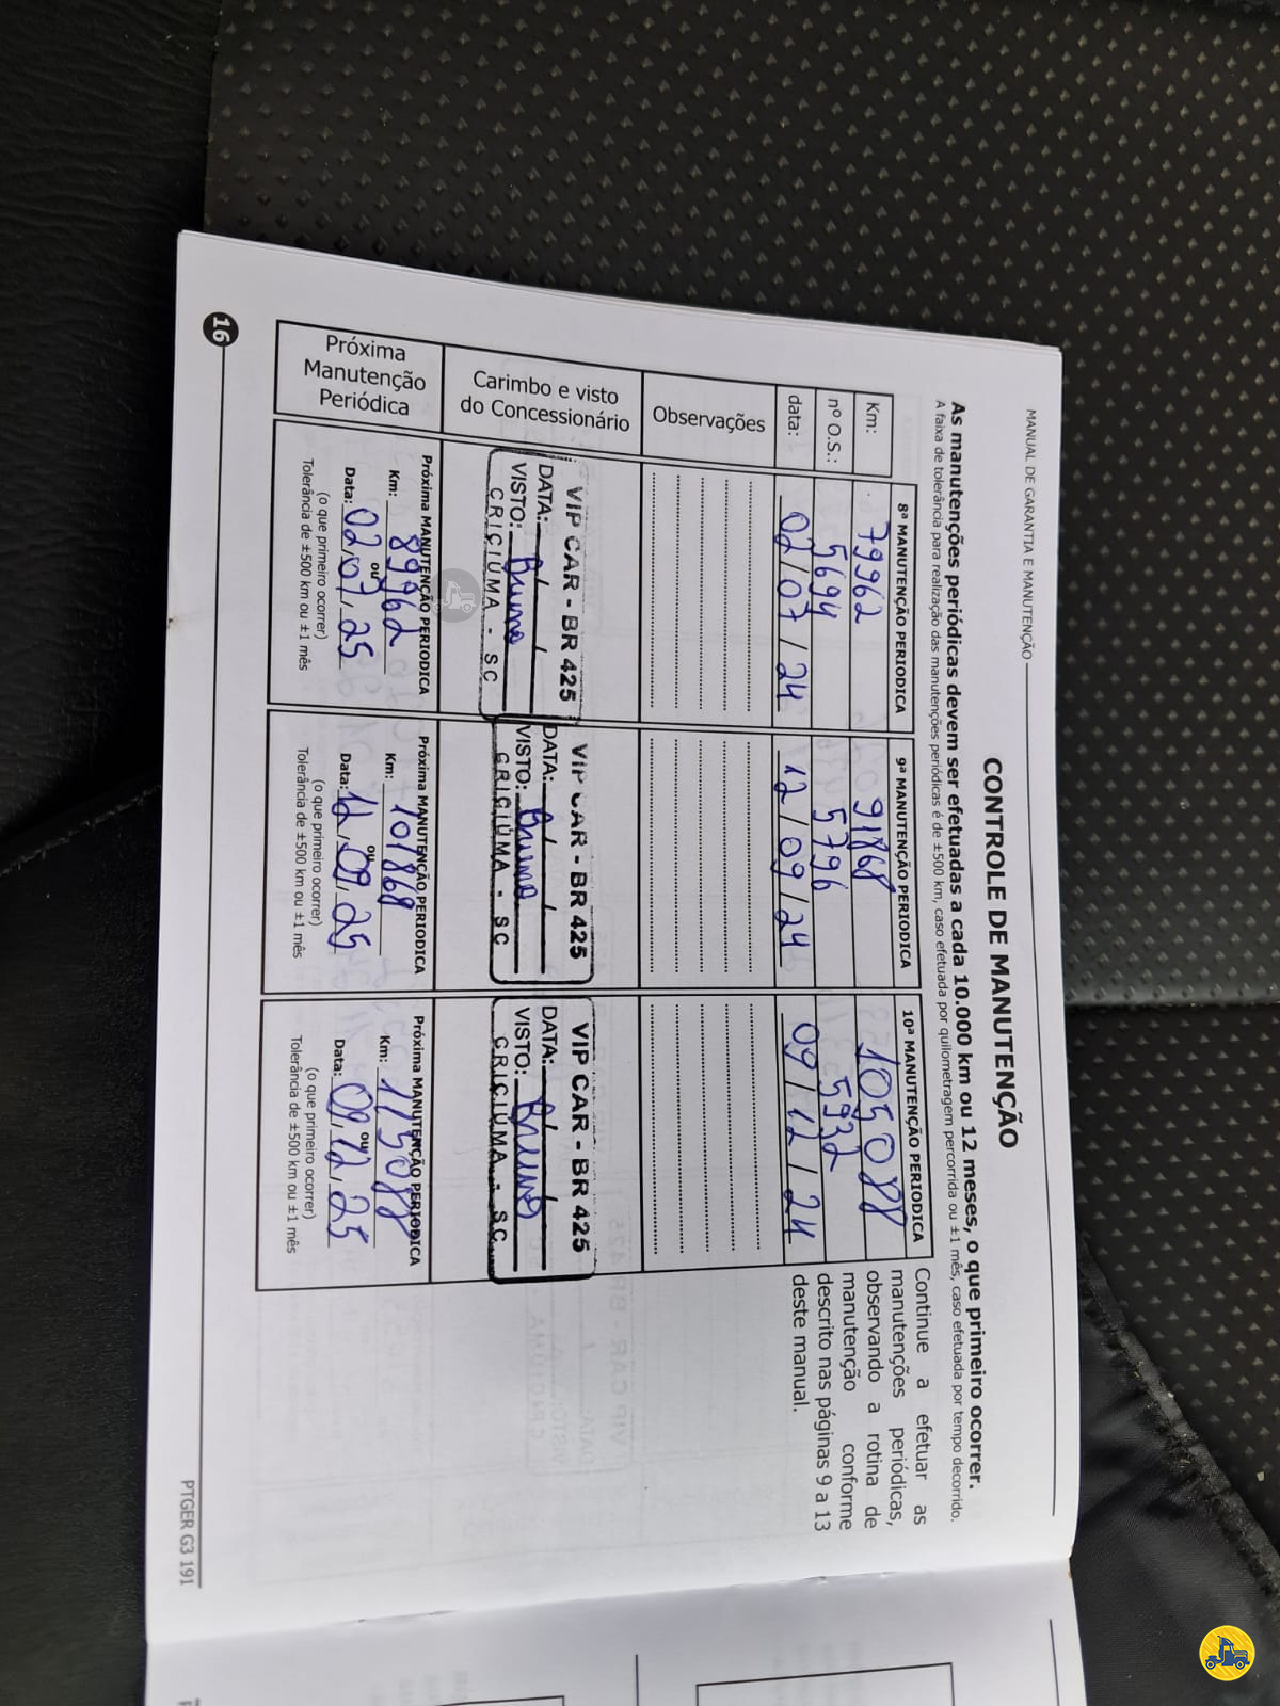 MANUAL DE GARANTIA E MANUTENÇÃO
CONTROLE DE MANUTENÇÃO
As manutenções periódicas devem ser efetuadas a cada 10.000 km ou 12 meses, o que primeiro ocorrer.
A faixa de tolerância para realização das manutenções periódicas é de ±500 km, caso efetuada por quilometragem percorrida ou ±1 mês, caso efetuada por tempo decorrido.
8ª MANUTENÇÃO PERIODICA
9ª MANUTENÇÃO PERIODICA
10ª MANUTENÇÃO PERIODICA
Km: 79962 91868 105088
nº O.S.: 5694 5796 5932
data: 02/07/24 12/09/24 09/12/24
Continue a efetuar as
manutenções periódicas,
observando a rotina de
manutenção conforme
descrito nas páginas 9 a 13
deste manual.
Observações
Carimbo e visto
do Concessionário
VIP CAR - BR 425
DATA: / /
VISTO: Bruno
CRICIÚMA - SC
VIP CAR - BR 425
DATA: / /
VISTO: Bruno
CRICIÚMA - SC
VIP CAR - BR 425
DATA: / /
VISTO: Bruno
CRICIÚMA - SC
Próxima
Manutenção
Periódica
Próxima MANUTENÇÃO PERIODICA
Km: 89962
ou
Data: 02/07/25
(o que primeiro ocorrer)
Tolerância de ±500 km ou ±1 mês
Próxima MANUTENÇÃO PERIODICA
Km: 101868
ou
Data: 12/09/25
(o que primeiro ocorrer)
Tolerância de ±500 km ou ±1 mês
Próxima MANUTENÇÃO PERIODICA
Km: 115088
ou
Data: 09/12/25
(o que primeiro ocorrer)
Tolerância de ±500 km ou ±1 mês
16
PTGER G3 191